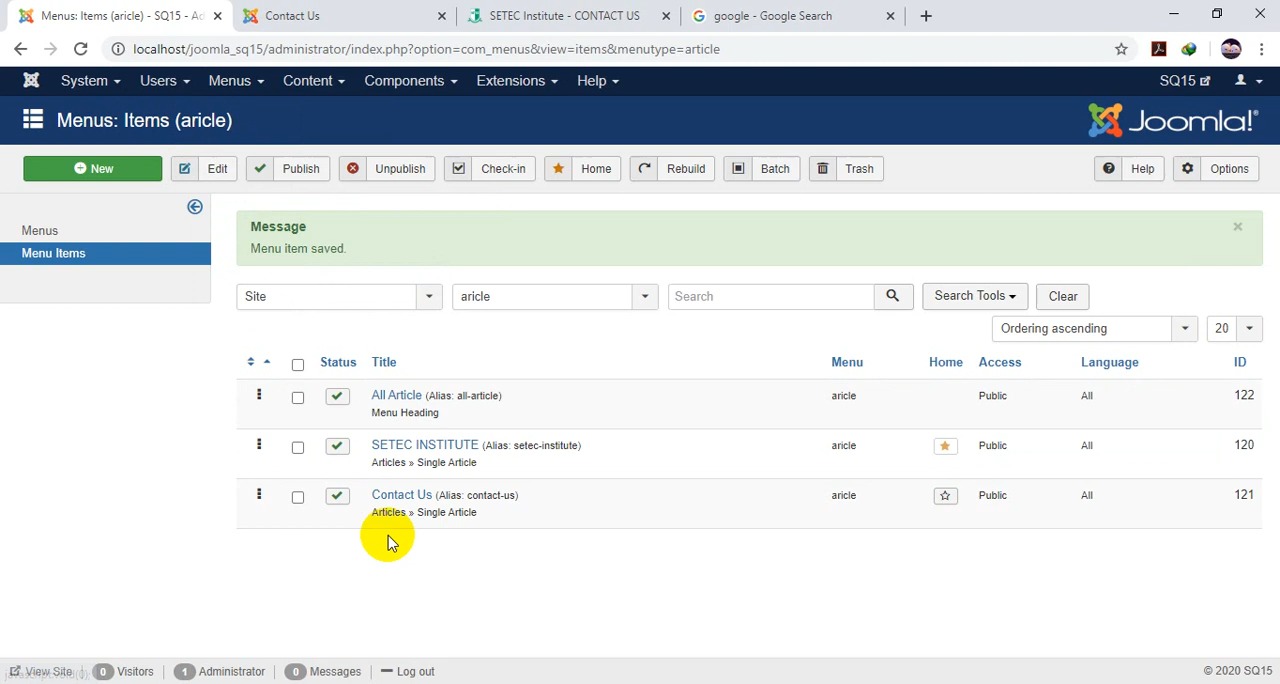 Menus: Items (aricle) - SQ15 - Ad
Contact Us
SETEC Institute - CONTACT US
google - Google Search
localhost/joomla_sq15/administrator/index.php?option=com_menus&view=items&menutype=article
System Users Menus Content Components Extensions Help SQ15
Menus: Items (aricle)
Joomla!®
New Edit Publish Unpublish Check-in Home Rebuild Batch Trash Help Options
Menus
Menu Items
Message
Menu item saved.
Site aricle Search Search Tools Clear
Ordering ascending 20
Status Title Menu Home Access Language ID
All Article (Alias: all-article) aricle Public All 122
Menu Heading
SETEC INSTITUTE (Alias: setec-institute) aricle Public All 120
Articles » Single Article
Contact Us (Alias: contact-us) aricle Public All 121
Articles » Single Article
View Site 0 Visitors 1 Administrator 0 Messages Log out © 2020 SQ15